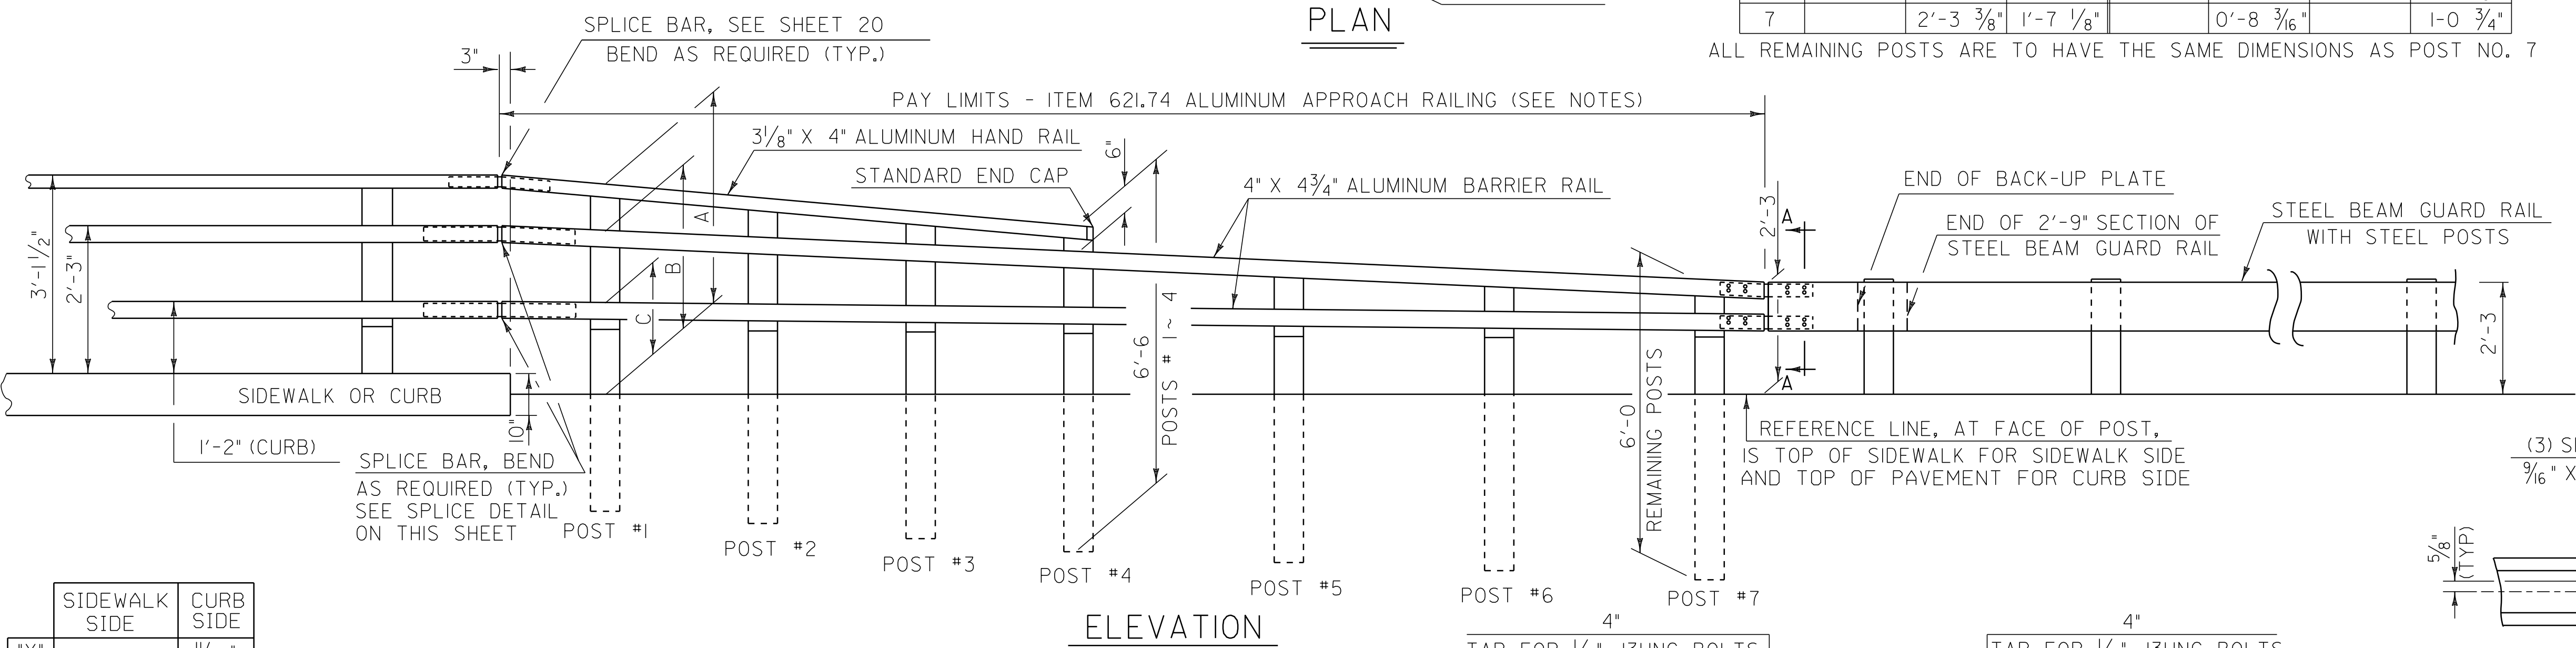 PLAN
7 2'-3 3/8" 1'-7 1/8" 0'-8 3/16" 1-0 3/4"
ALL REMAINING POSTS ARE TO HAVE THE SAME DIMENSIONS AS POST NO. 7
SPLICE BAR, SEE SHEET 20
BEND AS REQUIRED (TYP.)
3"
PAY LIMITS - ITEM 621.74 ALUMINUM APPROACH RAILING (SEE NOTES)
3 1/8" X 4" ALUMINUM HAND RAIL
STANDARD END CAP
6"
4" X 4 3/4" ALUMINUM BARRIER RAIL
END OF BACK-UP PLATE
END OF 2'-9" SECTION OF
STEEL BEAM GUARD RAIL
STEEL BEAM GUARD RAIL
WITH STEEL POSTS
3'-1 1/2"
2'-3"
A
B
C
2'-3
A
A
2'-3
6'-6
POSTS # 1 ~ 4
6'-0
REMAINING POSTS
SIDEWALK OR CURB
10"
1'-2" (CURB)
SPLICE BAR, BEND
AS REQUIRED (TYP.)
SEE SPLICE DETAIL
ON THIS SHEET
REFERENCE LINE, AT FACE OF POST,
IS TOP OF SIDEWALK FOR SIDEWALK SIDE
AND TOP OF PAVEMENT FOR CURB SIDE
POST #1
POST #2
POST #3
POST #4
POST #5
POST #6
POST #7
ELEVATION
(3)
9/16" X
5/8"
(TYP)
SIDEWALK
SIDE
CURB
SIDE
4"
4"